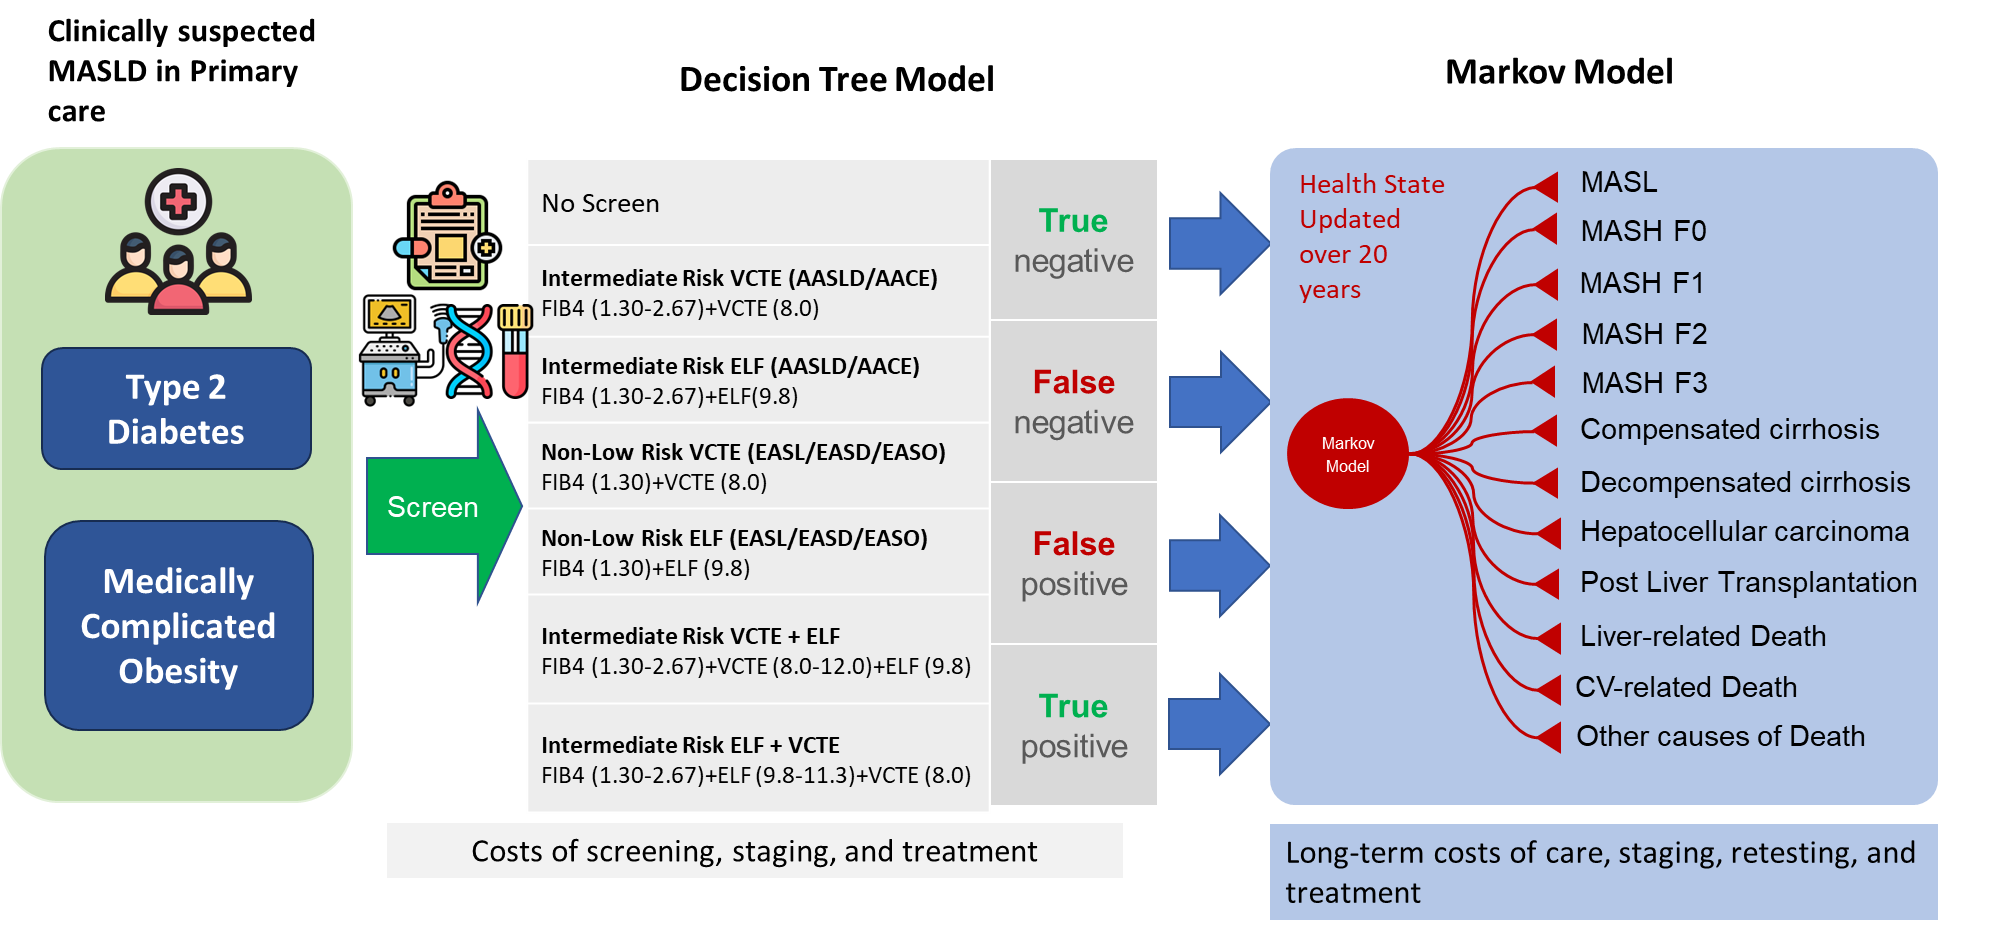 Clinically suspected
MASLD in Primary
care
Decision Tree Model
Markov Model
Type 2
Diabetes
Medically
Complicated
Obesity
Screen
No Screen
Intermediate Risk VCTE (AASLD/AACE)
FIB4 (1.30-2.67)+VCTE (8.0)
Intermediate Risk ELF (AASLD/AACE)
FIB4 (1.30-2.67)+ELF(9.8)
Non-Low Risk VCTE (EASL/EASD/EASO)
FIB4 (1.30)+VCTE (8.0)
Non-Low Risk ELF (EASL/EASD/EASO)
FIB4 (1.30)+ELF (9.8)
Intermediate Risk VCTE + ELF
FIB4 (1.30-2.67)+VCTE (8.0-12.0)+ELF (9.8)
Intermediate Risk ELF + VCTE
FIB4 (1.30-2.67)+ELF (9.8-11.3)+VCTE (8.0)
True
negative
False
negative
False
positive
True
positive
Costs of screening, staging, and treatment
Health State
Updated
over 20
years
Markov
Model
MASL
MASH F0
MASH F1
MASH F2
MASH F3
Compensated cirrhosis
Decompensated cirrhosis
Hepatocellular carcinoma
Post Liver Transplantation
Liver-related Death
CV-related Death
Other causes of Death
Long-term costs of care, staging, retesting, and
treatment